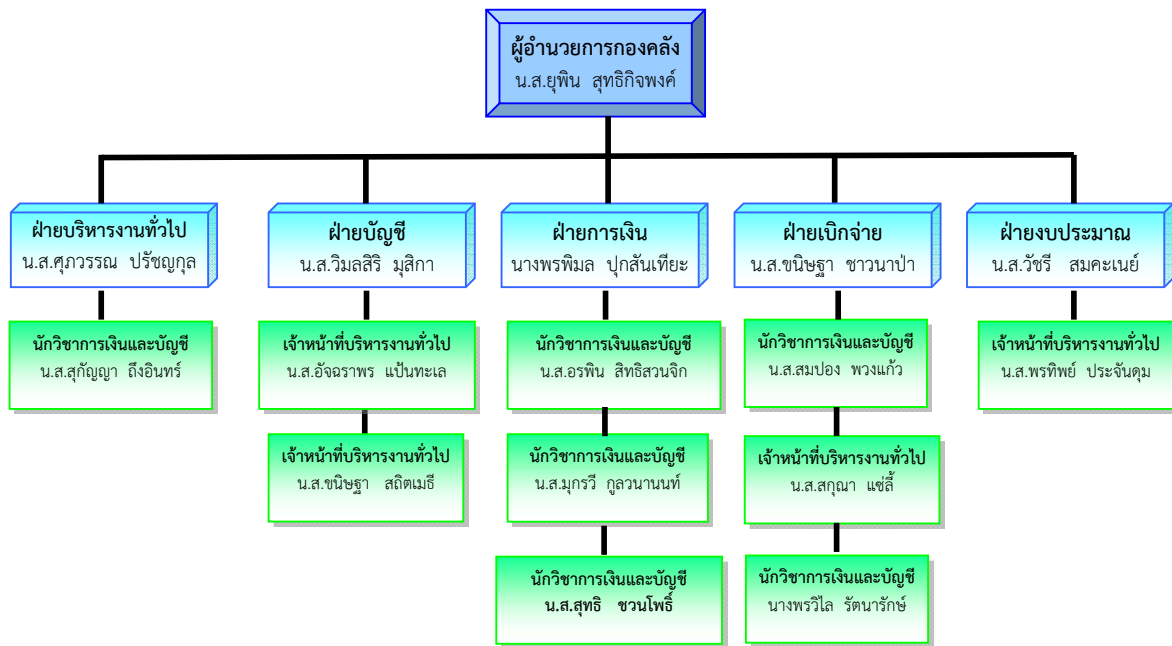 ผู้อำนวยการกองคลัง
น.ส.ยุพิน สุทธิกิจพงค์
ฝ่ายบริหารงานทั่วไป
น.ส.ศุภวรรณ ปรัชญกุล
ฝ่ายบัญชี
น.ส.วิมลสิริ มุสิกา
ฝ่ายการเงิน
นางพรพิมล ปุกสันเทียะ
ฝ่ายเบิกจ่าย
น.ส.ขนิษฐา ชาวนาป่า
ฝ่ายงบประมาณ
น.ส.วัชรี สมคะเนย์
นักวิชาการเงินและบัญชี
น.ส.สุกัญญา ถึงอินทร์
เจ้าหน้าที่บริหารงานทั่วไป
น.ส.อัจฉราพร แป้นทะเล
นักวิชาการเงินและบัญชี
น.ส.อรพิน สิทธิสวนจิก
นักวิชาการเงินและบัญชี
น.ส.สมปอง พวงแก้ว
เจ้าหน้าที่บริหารงานทั่วไป
น.ส.พรทิพย์ ประจันดุม
เจ้าหน้าที่บริหารงานทั่วไป
น.ส.ขนิษฐา สถิตเมธี
นักวิชาการเงินและบัญชี
น.ส.มุกรวี กูลวนานนท์
เจ้าหน้าที่บริหารงานทั่วไป
น.ส.สกุณา แซ่ลี้
นักวิชาการเงินและบัญชี
น.ส.สุทธิ ชวนโพธิ์
นักวิชาการเงินและบัญชี
นางพรวิไล รัตนารักษ์